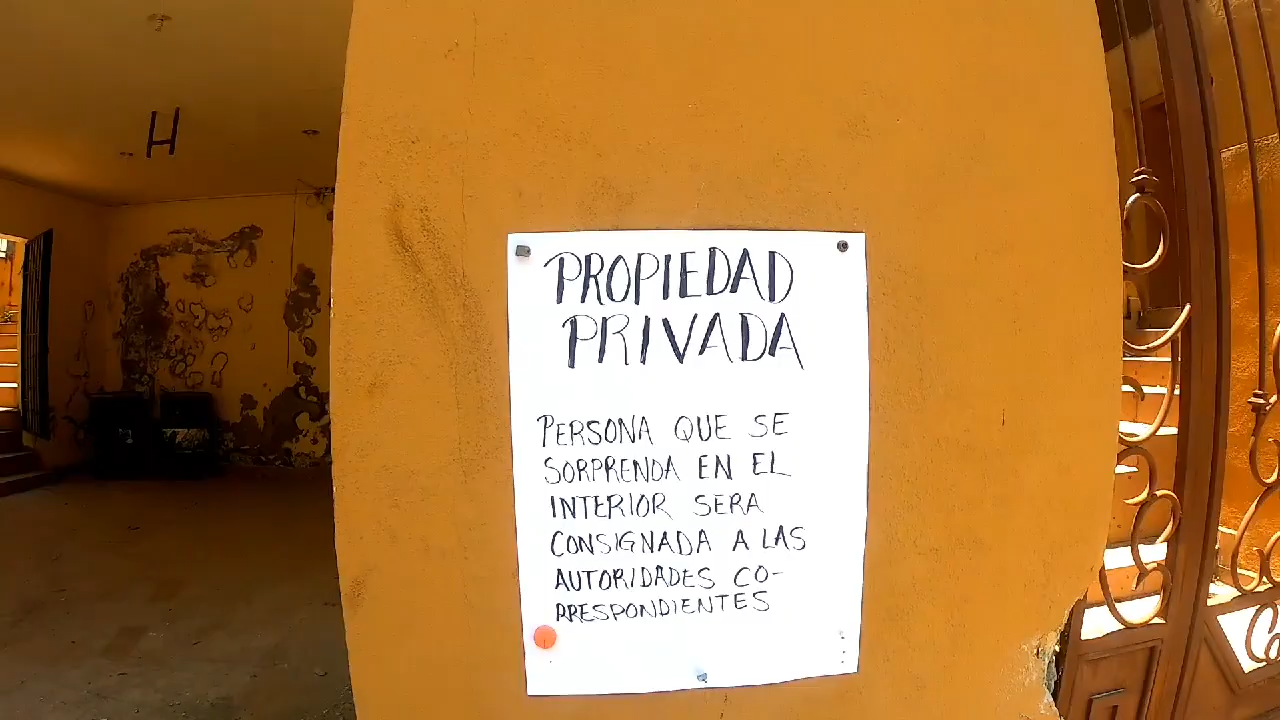 PROPIEDAD
PRIVADA
PERSONA QUE SE
SORPRENDA EN EL
INTERIOR SERA
CONSIGNADA A LAS
AUTORIDADES CO-
RRESPONDIENTES